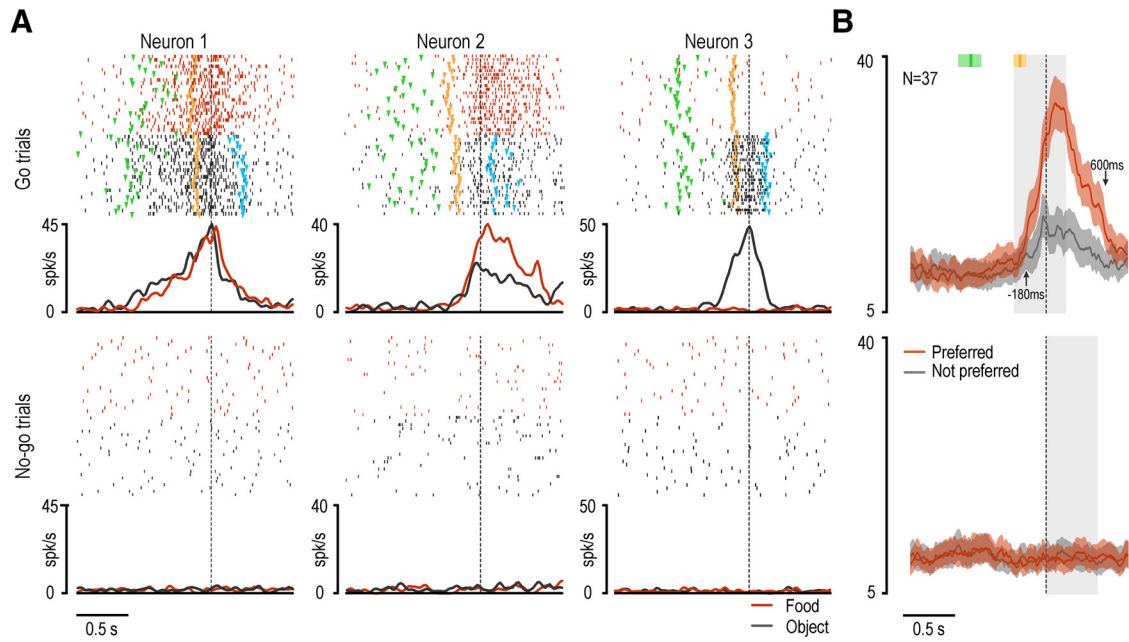 A
B
Neuron 1
Neuron 2
Neuron 3
Go trials
45
spk/s
0
40
spk/s
0
50
spk/s
0
40
N=37
600ms
-180ms
5
No-go trials
45
spk/s
0
40
spk/s
0
50
spk/s
0
40
Preferred
Not preferred
5
0.5 s
Food
Object
0.5 s